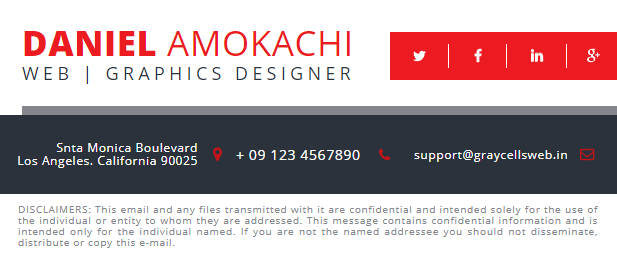 DANIEL AMOKACHI
WEB | GRAPHICS DESIGNER
Snta Monica Boulevard
Los Angeles. California 90025
+ 09 123 4567890
support@graycellsweb.in
DISCLAIMERS: This email and any files transmitted with it are confidential and intended solely for the use of
the individual or entity to whom they are addressed. This message contains confidential information and is
intended only for the individual named. If you are not the named addressee you should not disseminate,
distribute or copy this e-mail.